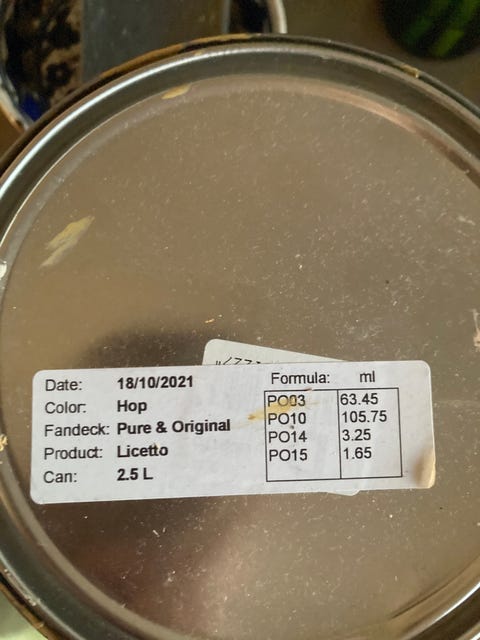 Date: 18/10/2021
Color: Hop
Fandeck: Pure & Original
Product: Licetto
Can: 2.5 L
Formula: ml
PO03 63.45
PO10 105.75
PO14 3.25
PO15 1.65